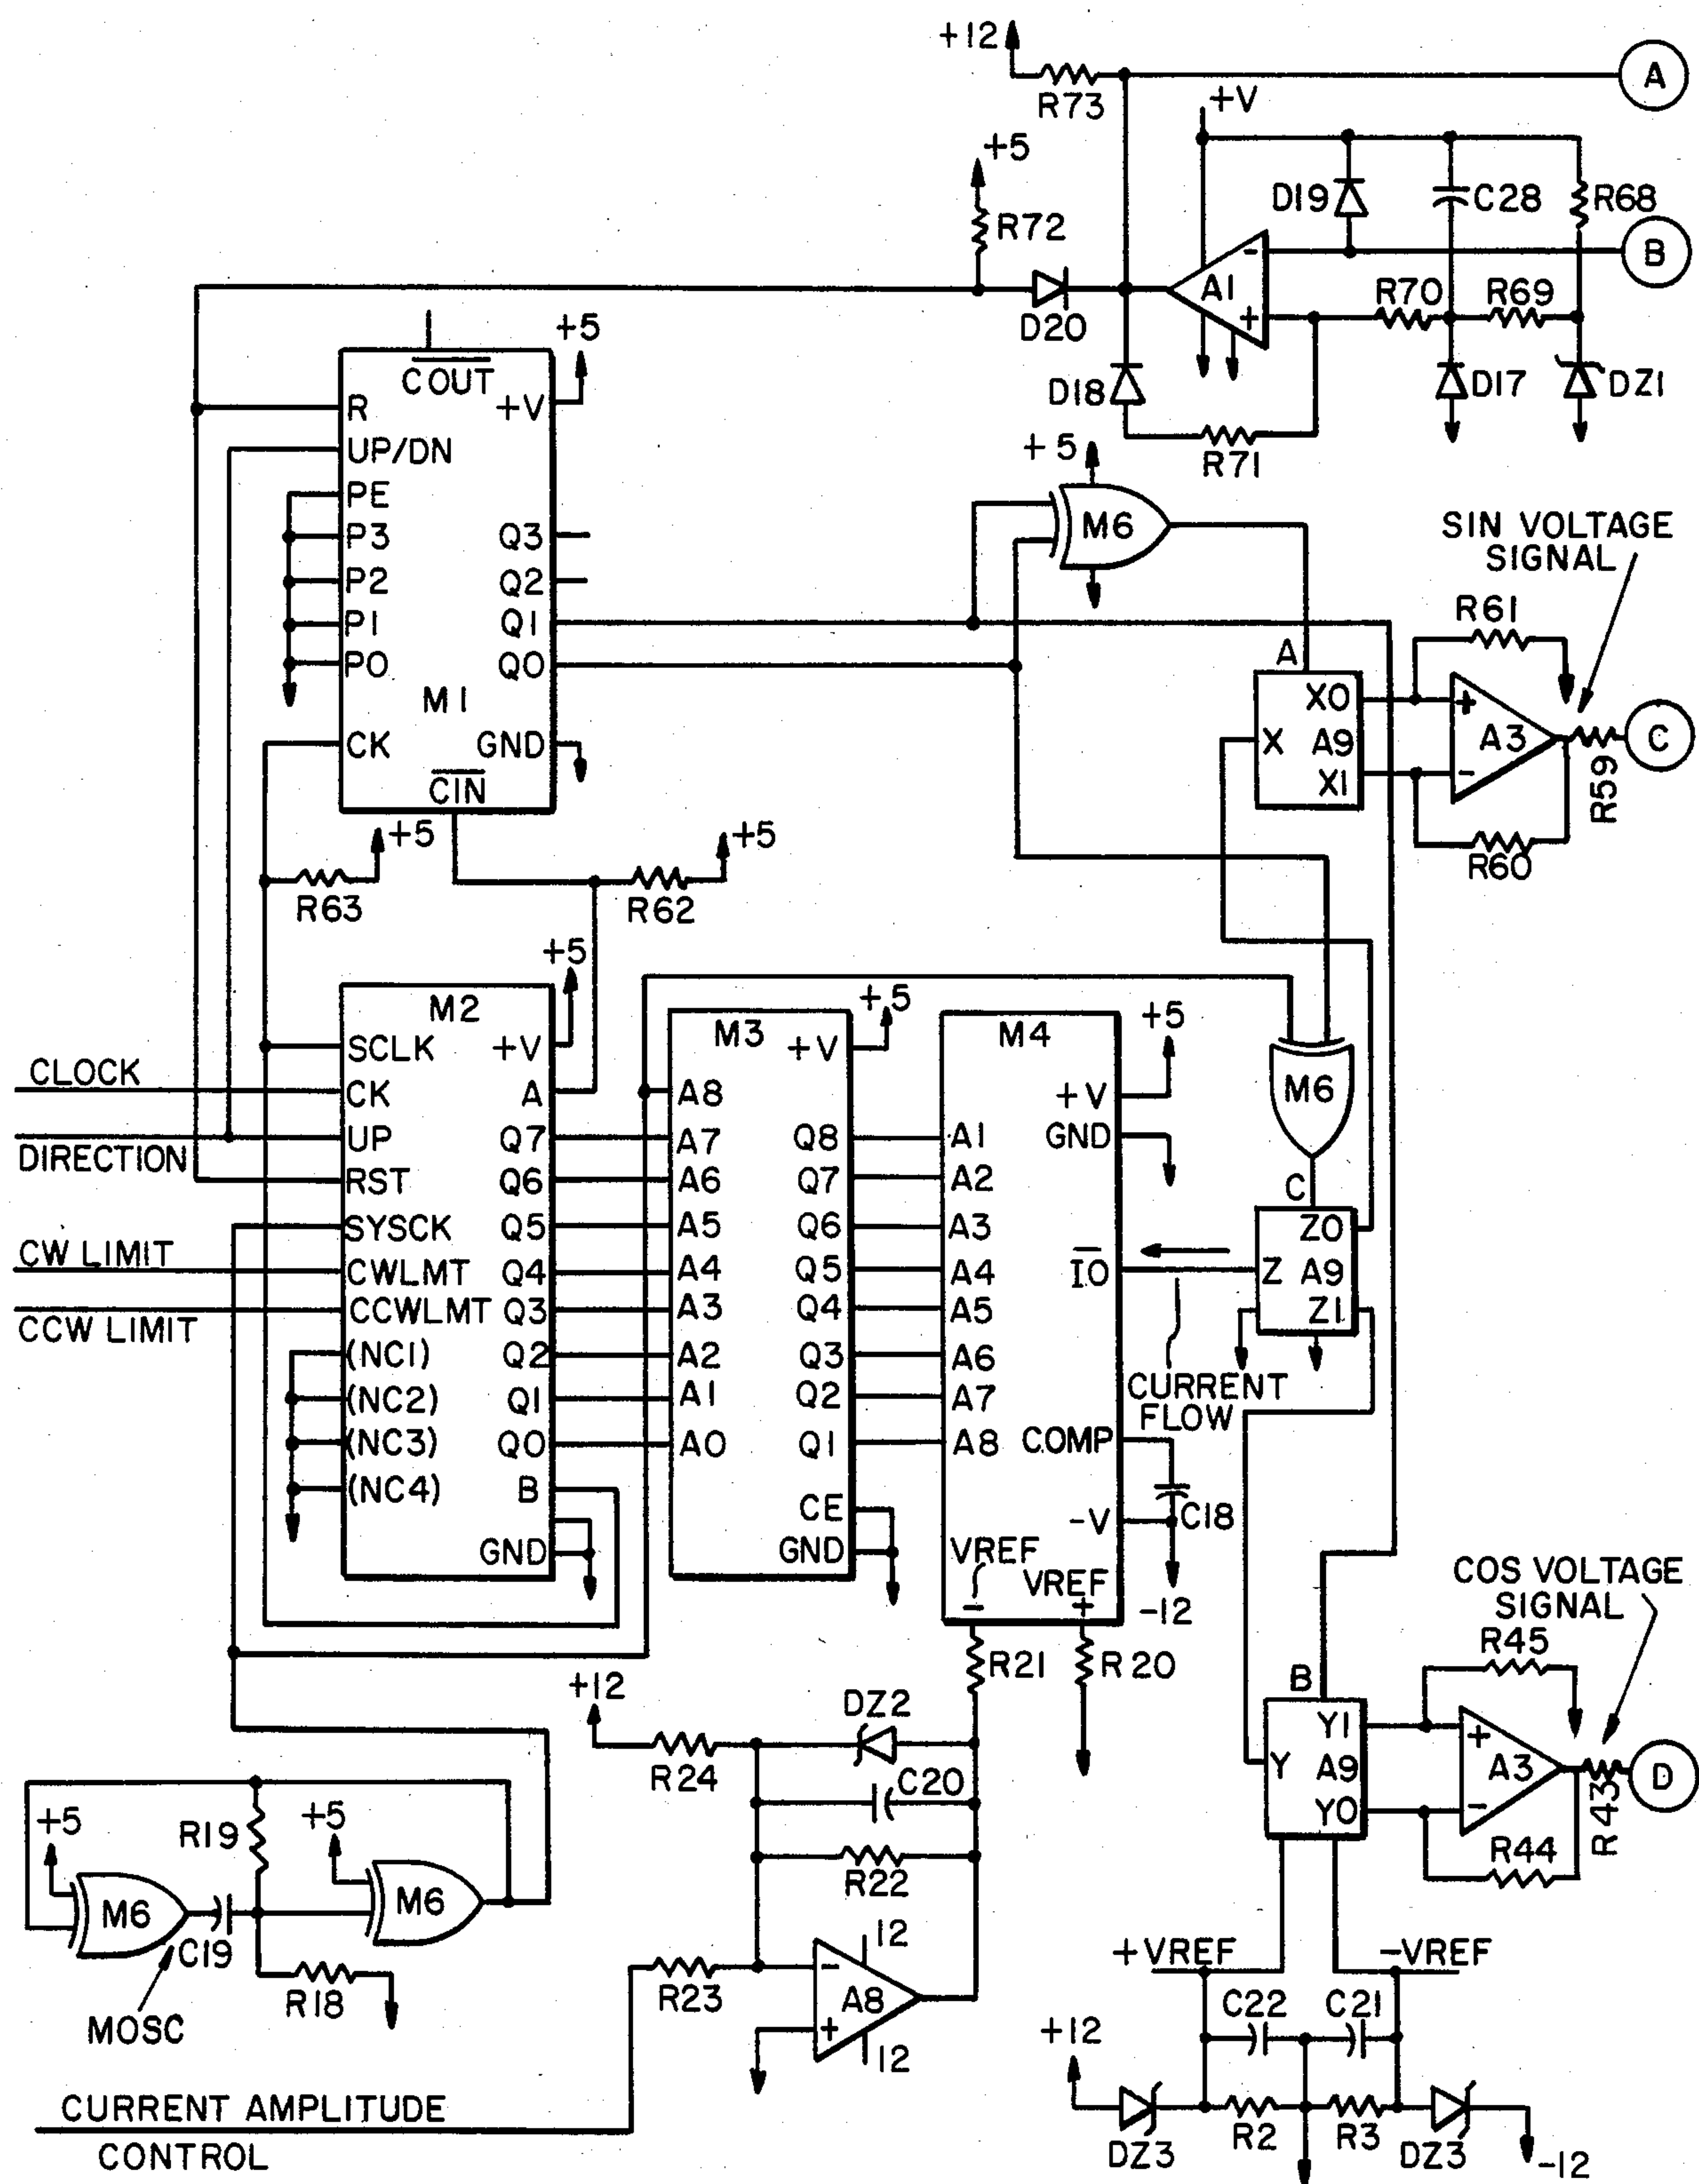 +12
R73
A
+V
+5
D19
C28
R68
R72
B
-
A1
R70
R69
+
D20
D18
D17
DZ1
R71
+5
COUT
R
+V
UP/DN
PE
P3
Q3
P2
Q2
P1
Q1
P0
Q0
M1
CK
GND
CIN
+5
M6
SIN VOLTAGE
SIGNAL
R61
A
X0
+
X
A9
A3
C
X1
-
R59
R60
+5
R63
+5
R62
+5
M2
SCLK
+V
CLOCK
CK
A
UP
Q7
DIRECTION
RST
Q6
SYSCK
Q5
CW LIMIT
CWLMT
Q4
CCWLMT
Q3
CCW LIMIT
(NC1)
Q2
(NC2)
Q1
(NC3)
Q0
(NC4)
B
GND
+5
M3
+V
A8
A7
Q8
A6
Q7
A5
Q6
A4
Q5
A3
Q4
A2
Q3
A1
Q2
A0
Q1
CE
GND
M4
+5
+V
A1
GND
A2
A3
A4
IO
A5
A6
A7
A8
COMP
-V
C18
VREF
VREF
-
+
-12
M6
C
Z0
Z
A9
Z1
CURRENT
FLOW
R21
R20
COS VOLTAGE
SIGNAL
R45
B
Y1
+
Y
A9
A3
D
Y0
-
R43
R44
+12
DZ2
R24
C20
R22
R19
+5
+5
M6
C19
M6
R18
MOSC
R23
-
12
A8
+
12
+VREF
-VREF
C22
C21
+12
DZ3
R2
R3
DZ3
-12
CURRENT AMPLITUDE
CONTROL